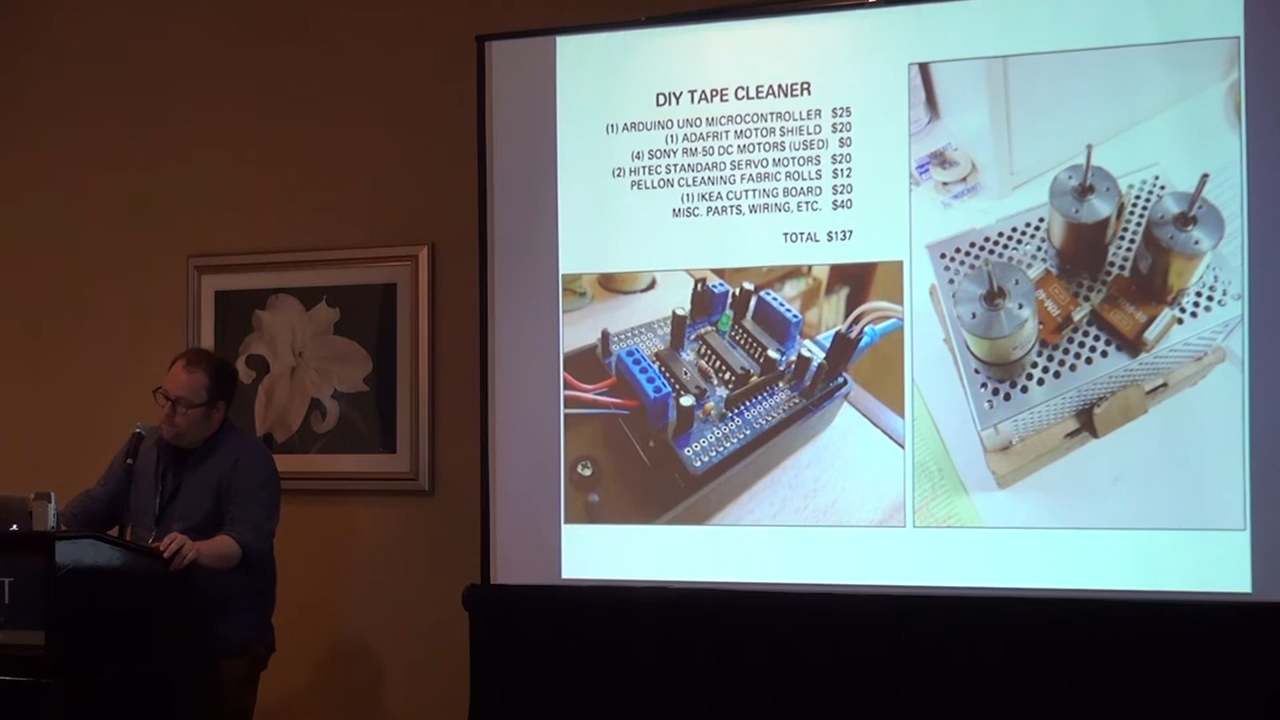 DIY TAPE CLEANER
(1) ARDUINO UNO MICROCONTROLLER $25
(1) ADAFRIT MOTOR SHIELD $20
(4) SONY RM-50 DC MOTORS (USED) $0
(2) HITEC STANDARD SERVO MOTORS $20
PELLON CLEANING FABRIC ROLLS $12
(1) IKEA CUTTING BOARD $20
MISC. PARTS, WIRING, ETC. $40
TOTAL $137
T